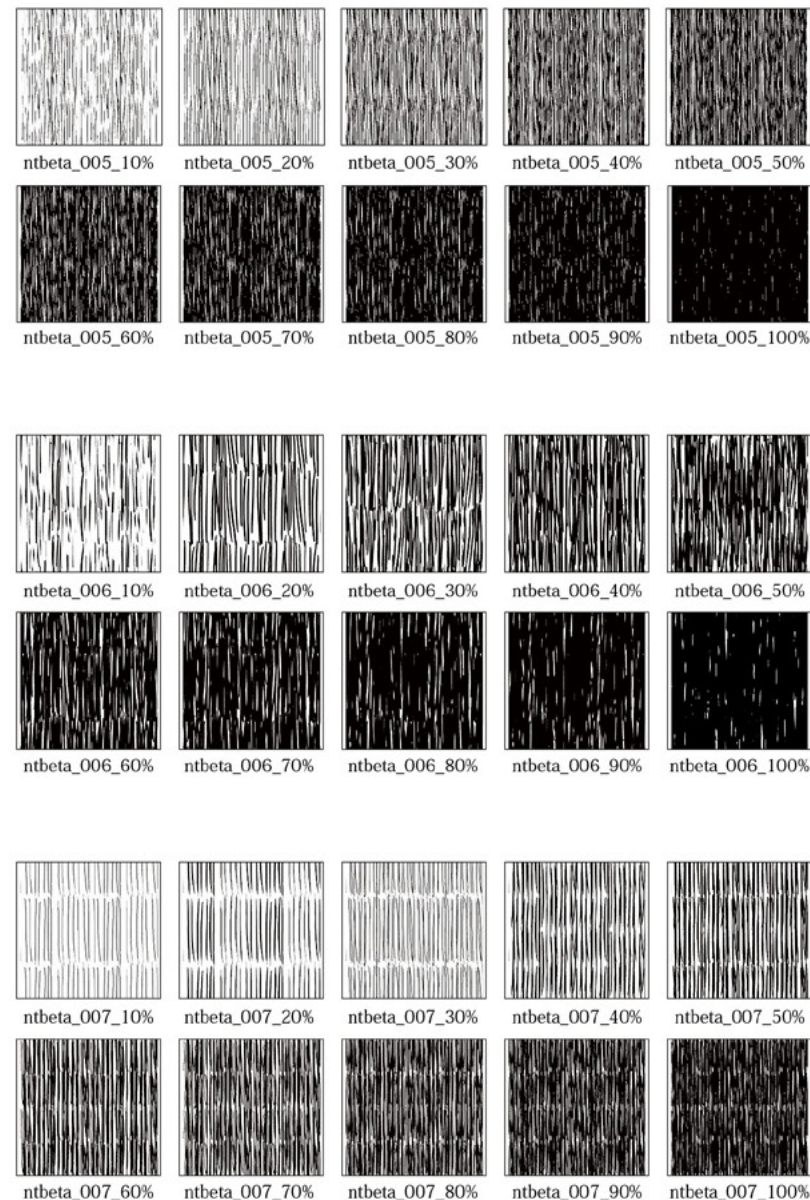 ntbeta_005_10% ntbeta_005_20% ntbeta_005_30% ntbeta_005_40% ntbeta_005_50%
ntbeta_005_60% ntbeta_005_70% ntbeta_005_80% ntbeta_005_90% ntbeta_005_100%
ntbeta_006_10% ntbeta_006_20% ntbeta_006_30% ntbeta_006_40% ntbeta_006_50%
ntbeta_006_60% ntbeta_006_70% ntbeta_006_80% ntbeta_006_90% ntbeta_006_100%
ntbeta_007_10% ntbeta_007_20% ntbeta_007_30% ntbeta_007_40% ntbeta_007_50%
ntbeta_007_60% ntbeta_007_70% ntbeta_007_80% ntbeta_007_90% ntbeta_007_100%